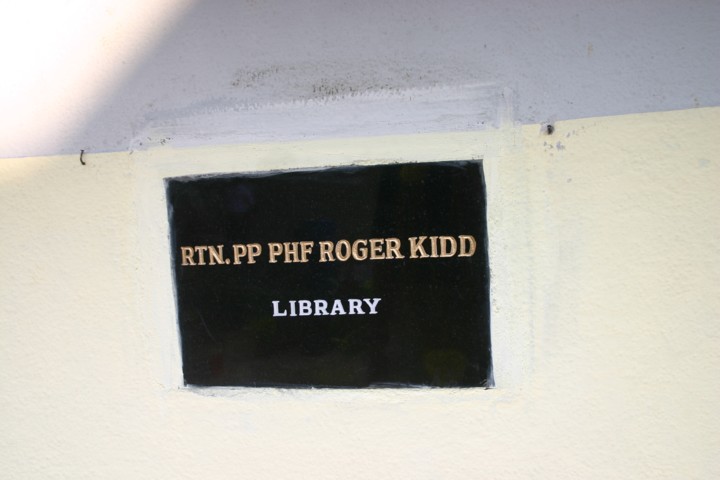 RTN.PP PHF ROGER KIDD
LIBRARY